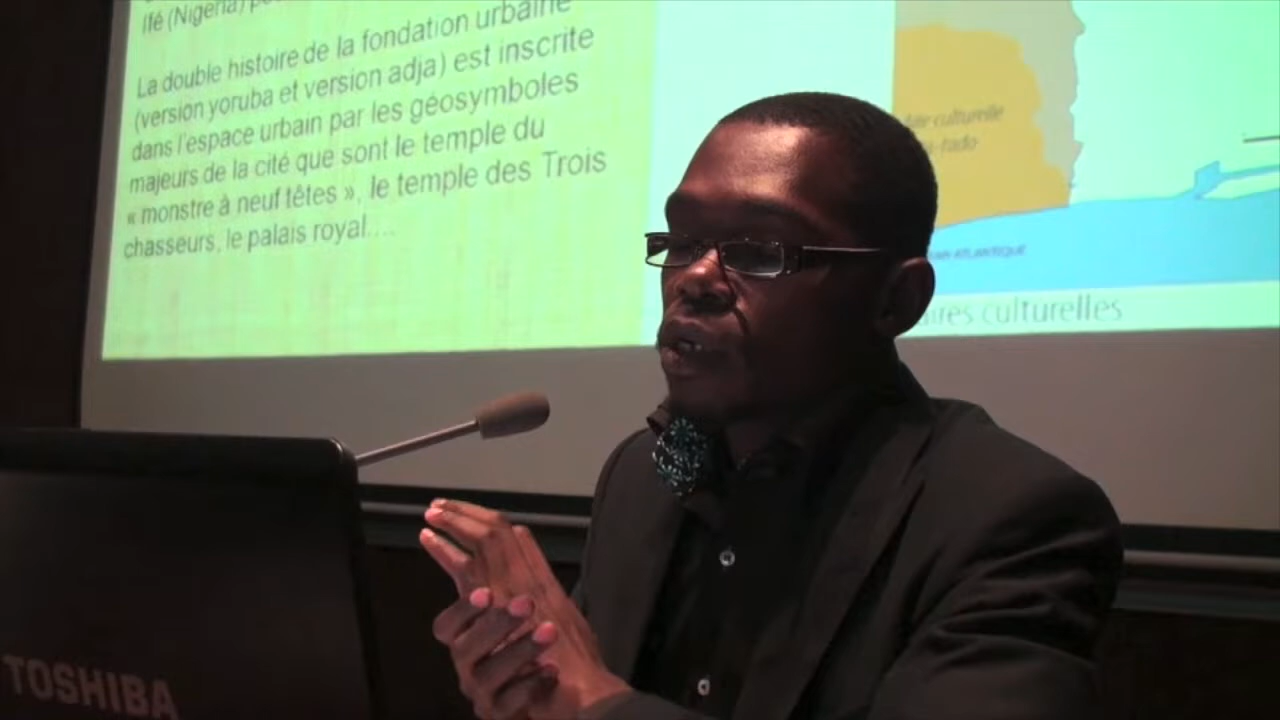 Ifé (Nigeria)
La double histoire de la fondation urbaine
(version yoruba et version adja) est inscrite
dans l'espace urbain par les géosymboles
majeurs de la cité que sont le temple du
« monstre à neuf têtes », le temple des Trois
chasseurs, le palais royal....
culturelle
-tado
ATLANTIQUE
aires culturelles
TOSHIBA